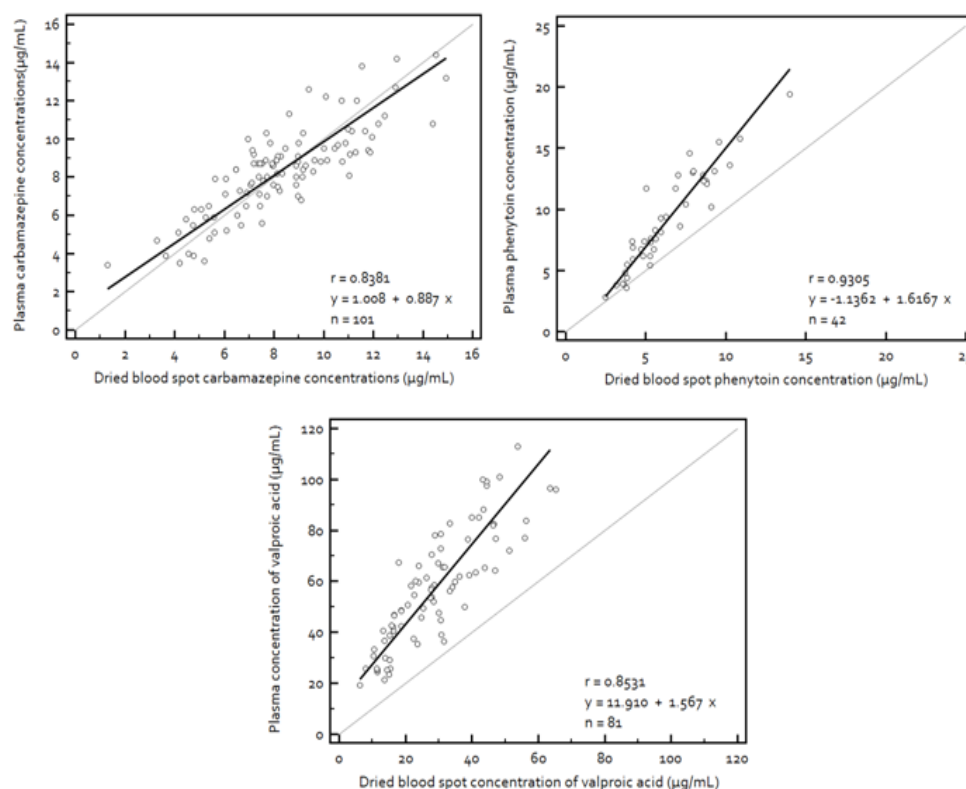 Plasma carbamazepine concentrations(µg/mL)
16
14
12
10
8
6
4
2
0
r = 0.8381
y = 1.008 + 0.887 x
n = 101
0 2 4 6 8 10 12 14 16
Dried blood spot carbamazepine concentrations (µg/mL)
Plasma phenytoin concentration (µg/mL)
25
20
15
10
5
0
r = 0.9305
y = -1.1362 + 1.6167 x
n = 42
0 5 10 15 20 25
Dried blood spot phenytoin concentration (µg/mL)
Plasma concentration of valproic acid (µg/mL)
120
100
80
60
40
20
0
r = 0.8531
y = 11.910 + 1.567 x
n = 81
0 20 40 60 80 100 120
Dried blood spot concentration of valproic acid (µg/mL)